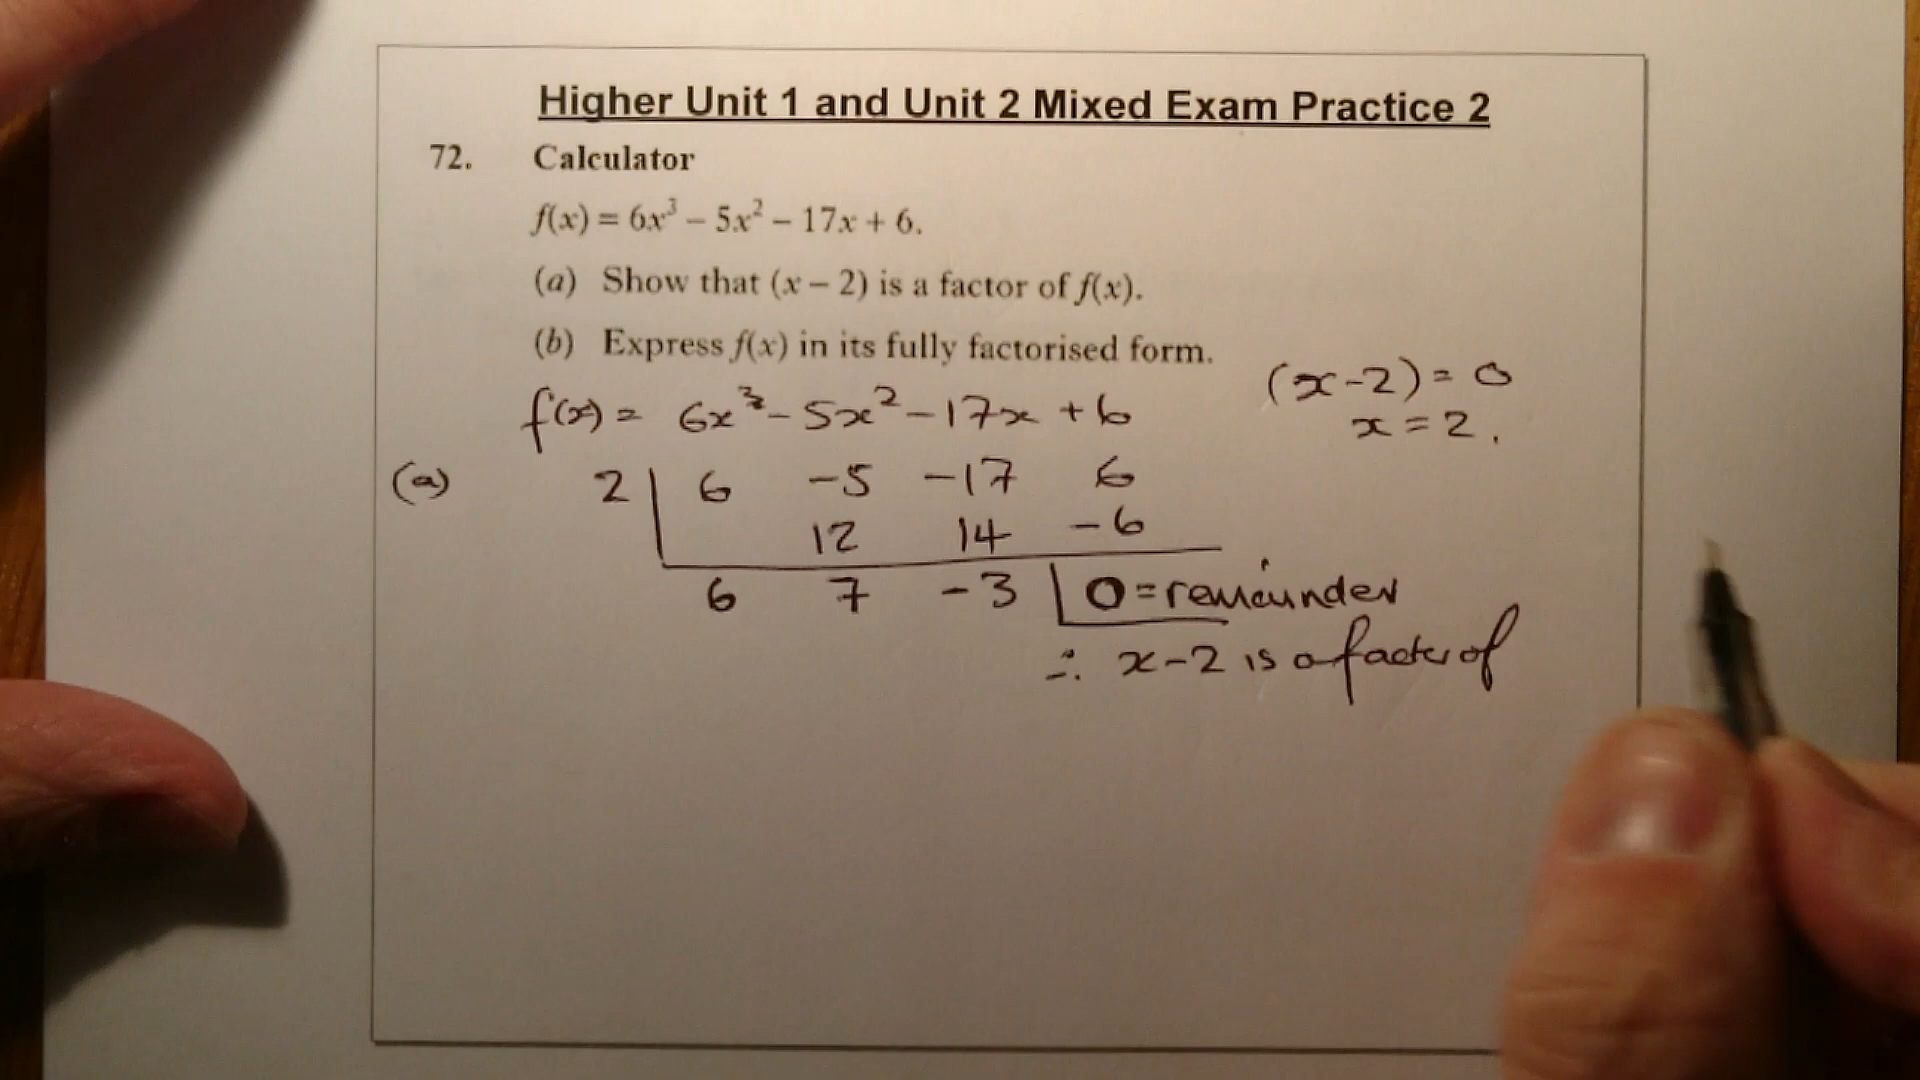 Higher Unit 1 and Unit 2 Mixed Exam Practice 2
72. Calculator
f(x) = 6x³ – 5x² – 17x + 6.
(a) Show that (x – 2) is a factor of f(x).
(b) Express f(x) in its fully factorised form.
(x-2) = 0
x = 2.
f(x) = 6x³ - 5x² - 17x + 6
(a) 2 | 6 -5 -17 6
12 14 -6
6 7 -3 | 0 = remainder
∴ x-2 is a factor of